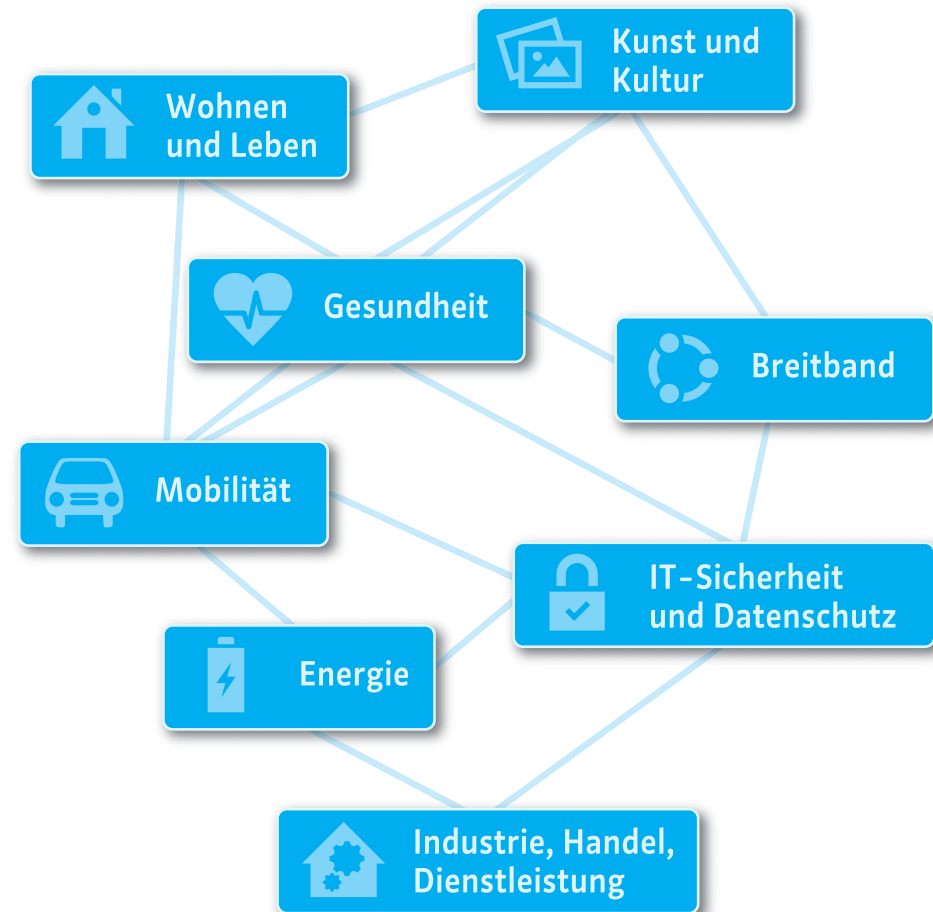 Kunst und
Kultur
Wohnen
und Leben
Gesundheit
Breitband
Mobilität
IT-Sicherheit
und Datenschutz
Energie
Industrie, Handel,
Dienstleistung